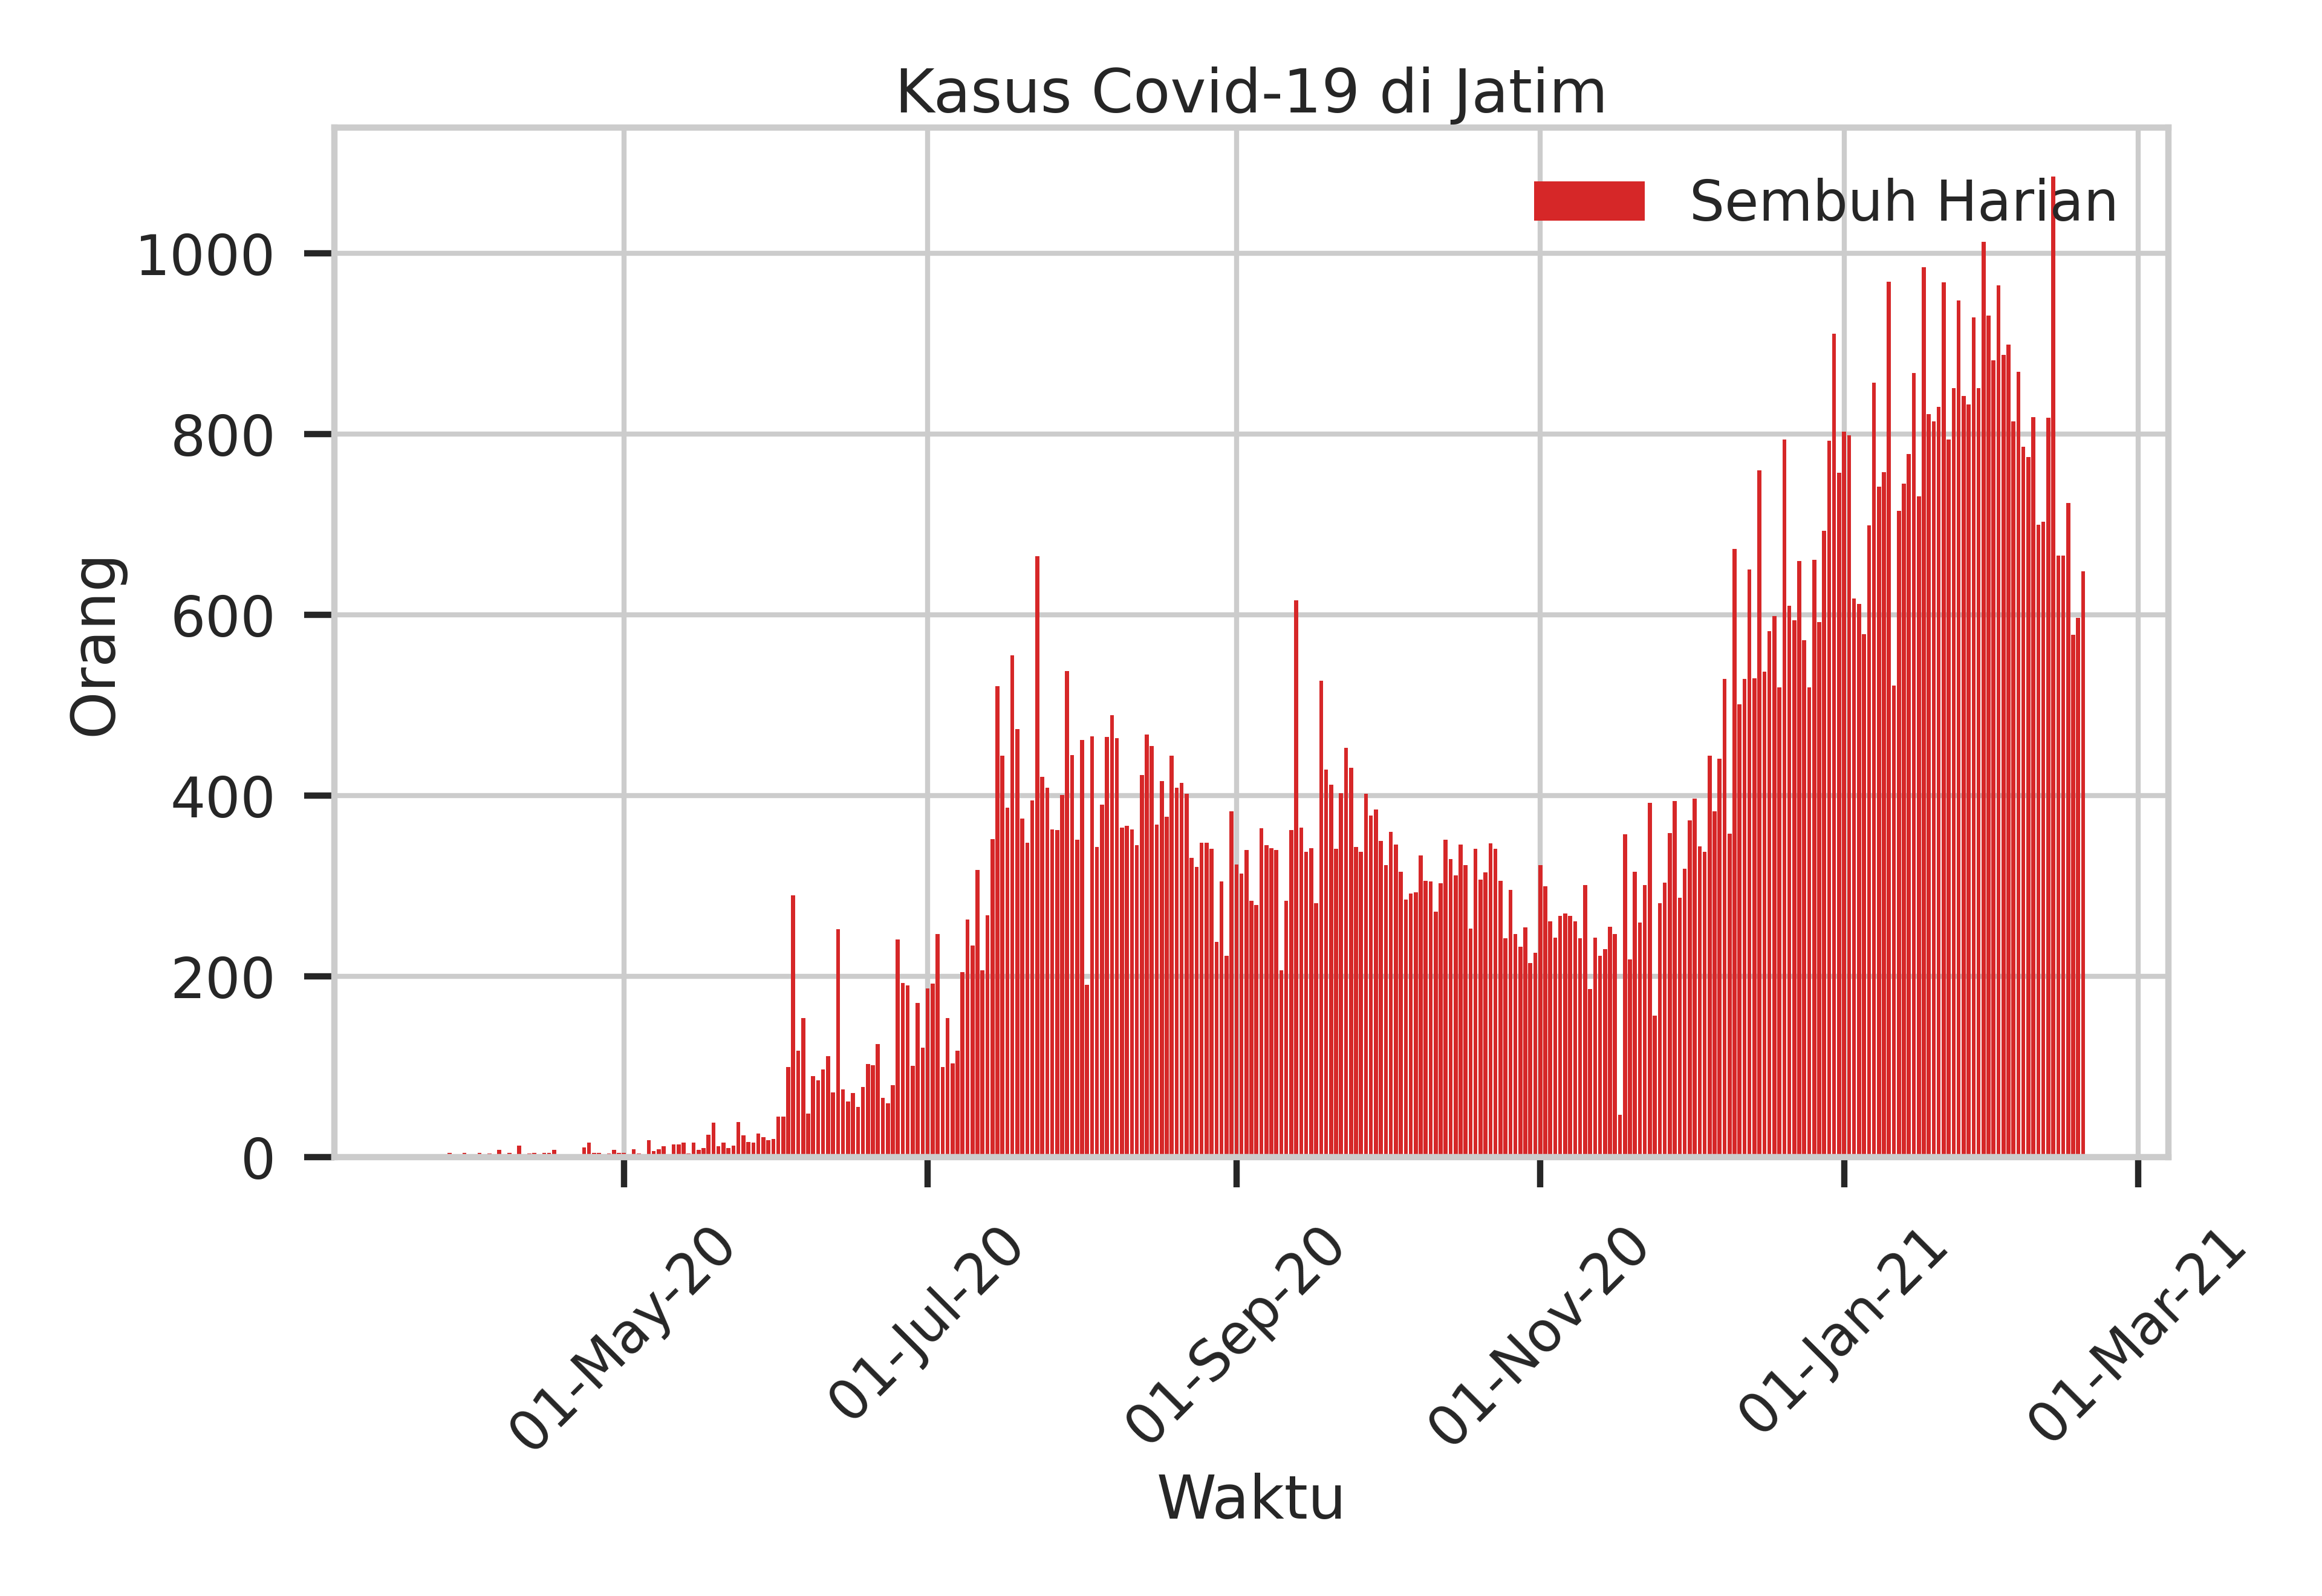 Kasus Covid-19 di Jatim
Sembuh Harian
Orang
1000
800
600
400
200
0
01-May-20
01-Jul-20
01-Sep-20
01-Nov-20
01-Jan-21
01-Mar-21
Waktu